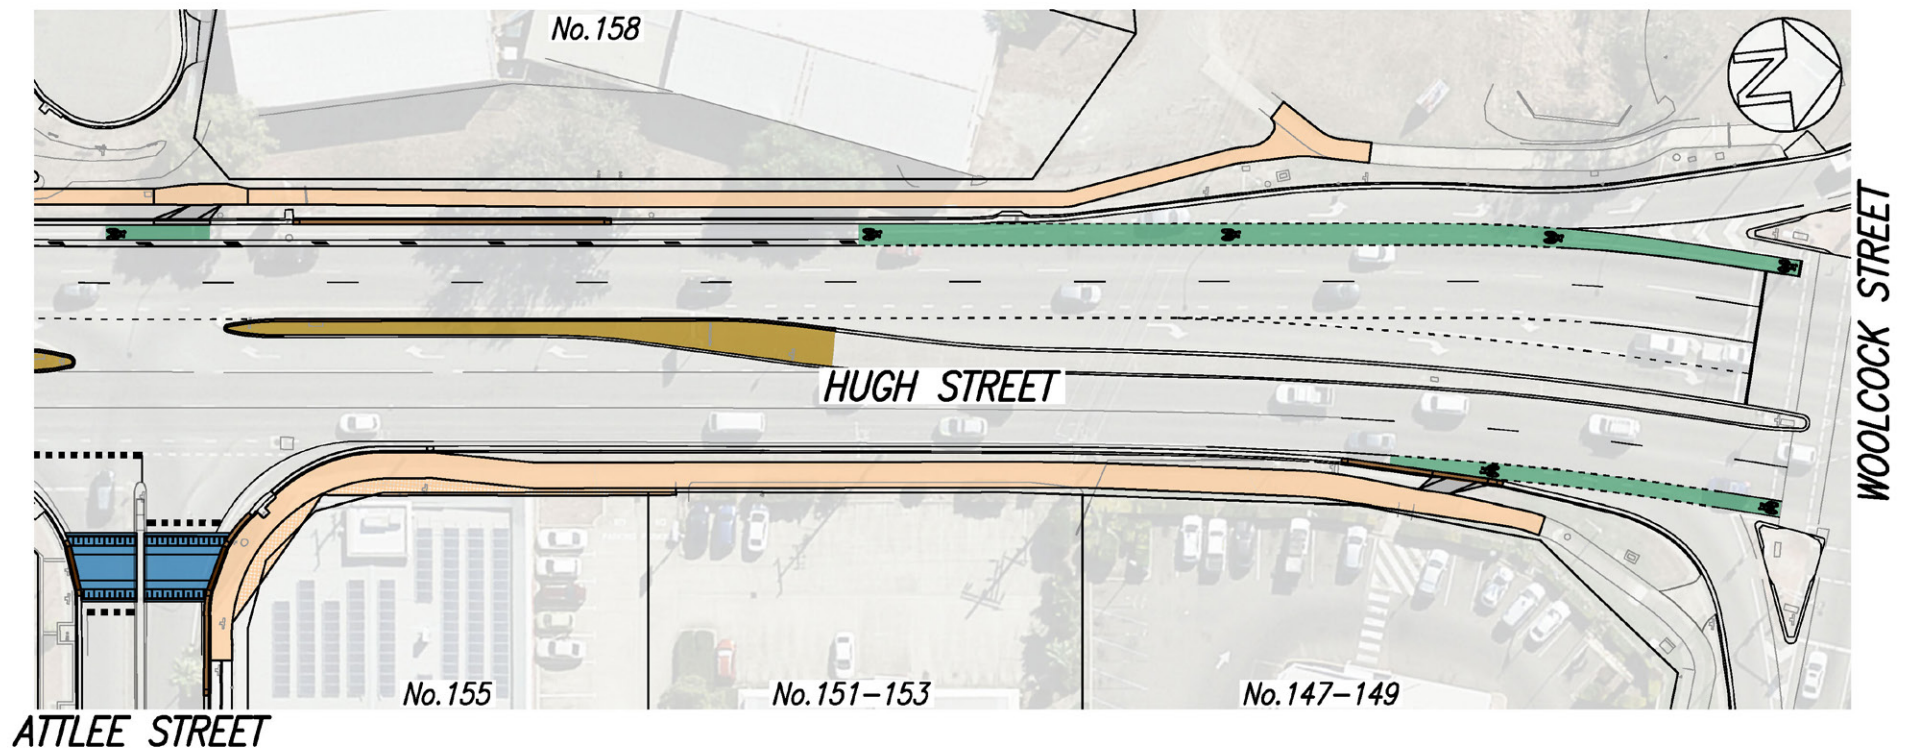 No.158
N
HUGH STREET
WOOLCOCK STREET
No.155
No.151-153
No.147-149
ATTLEE STREET